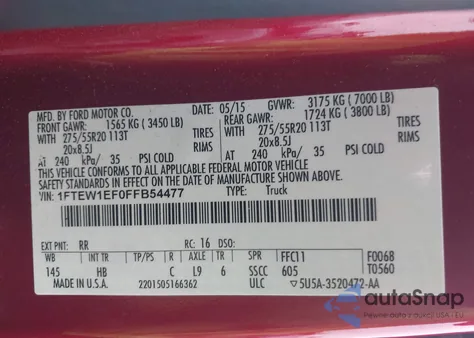 MFD. BY FORD MOTOR CO.
DATE: 05/15 GVWR: 3175 KG ( 7000 LB)
FRONT GAWR: 1565 KG ( 3450 LB) REAR GAWR: 1724 KG ( 3800 LB)
WITH 275/55R20 113T TIRES WITH 275/55R20 113T TIRES
20x8.5J RIMS 20x8.5J RIMS
AT 240 kPa/ 35 PSI COLD AT 240 kPa/ 35 PSI COLD
THIS VEHICLE CONFORMS TO ALL APPLICABLE FEDERAL MOTOR VEHICLE
SAFETY STANDARDS IN EFFECT ON THE DATE OF MANUFACTURE SHOWN ABOVE.
VIN: 1FTEW1EF0FFB54477 TYPE: Truck
EXT PNT: RR RC: 16 DSO: F0068
WB INT TR TP/PS R AXLE TR SPR FFC11 T0560
145 HB C L9 6 SSCC 605
MADE IN U.S.A. 2201505166362 ULC ▽5U5A-3520472-AA
autoSnap